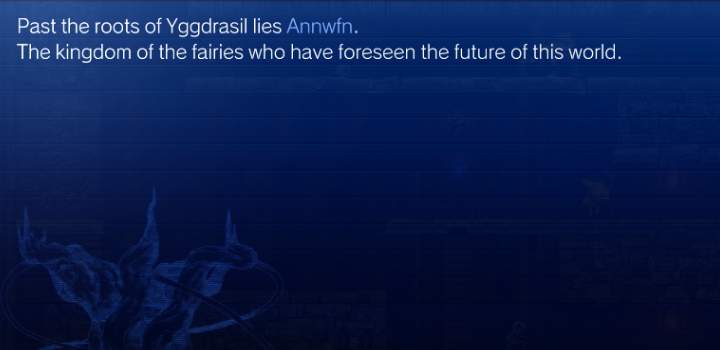 Past the roots of Yggdrasil lies Annwfn.
The kingdom of the fairies who have foreseen the future of this world.